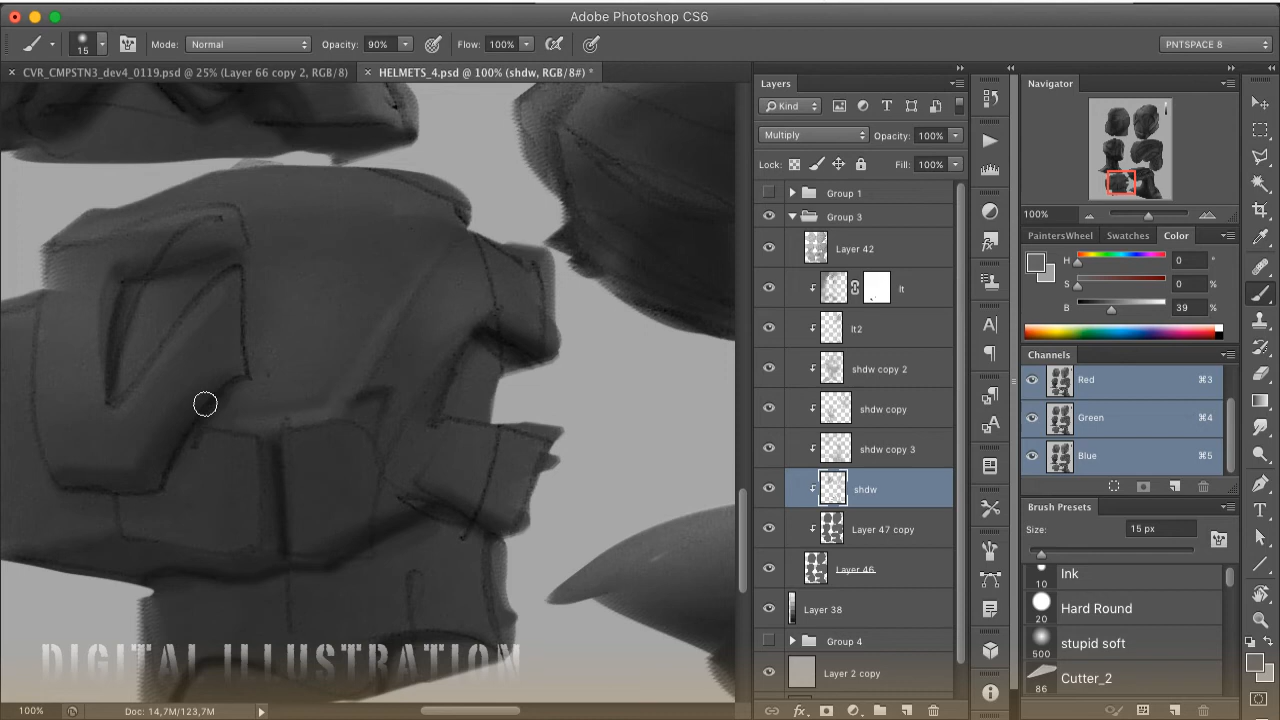 Adobe Photoshop CS6
15 Mode: Normal Opacity: 90% Flow: 100% PNTSPACE 8
× CVR_CMPSTN3_dev4_0119.psd @ 25% (Layer 66 copy 2, RGB/8) × HELMETS_4.psd @ 100% (shdw, RGB/8#) *
Layers
Kind
Multiply Opacity: 100%
Lock: Fill: 100%
Group 1
Group 3
Layer 42
lt
lt2
shdw copy 2
shdw copy
shdw copy 3
shdw
Layer 47 copy
Layer 46
Layer 38
Group 4
Layer 2 copy
Navigator
100%
PaintersWheel Swatches Color
H 0 °
S 0 %
B 39 %
Channels
Red ⌘3
Green ⌘4
Blue ⌘5
Brush Presets
Size: 15 px
10 Ink
20 Hard Round
500 stupid soft
86 Cutter_2
DIGITAL ILLUSTRATION
100% Doc: 14,7M/123,7M